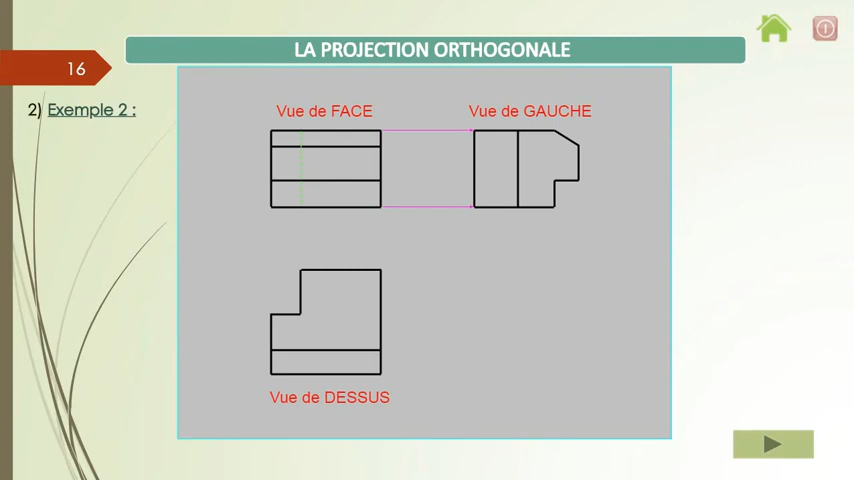 LA PROJECTION ORTHOGONALE
16
2) Exemple 2 :
Vue de FACE
Vue de GAUCHE
Vue de DESSUS